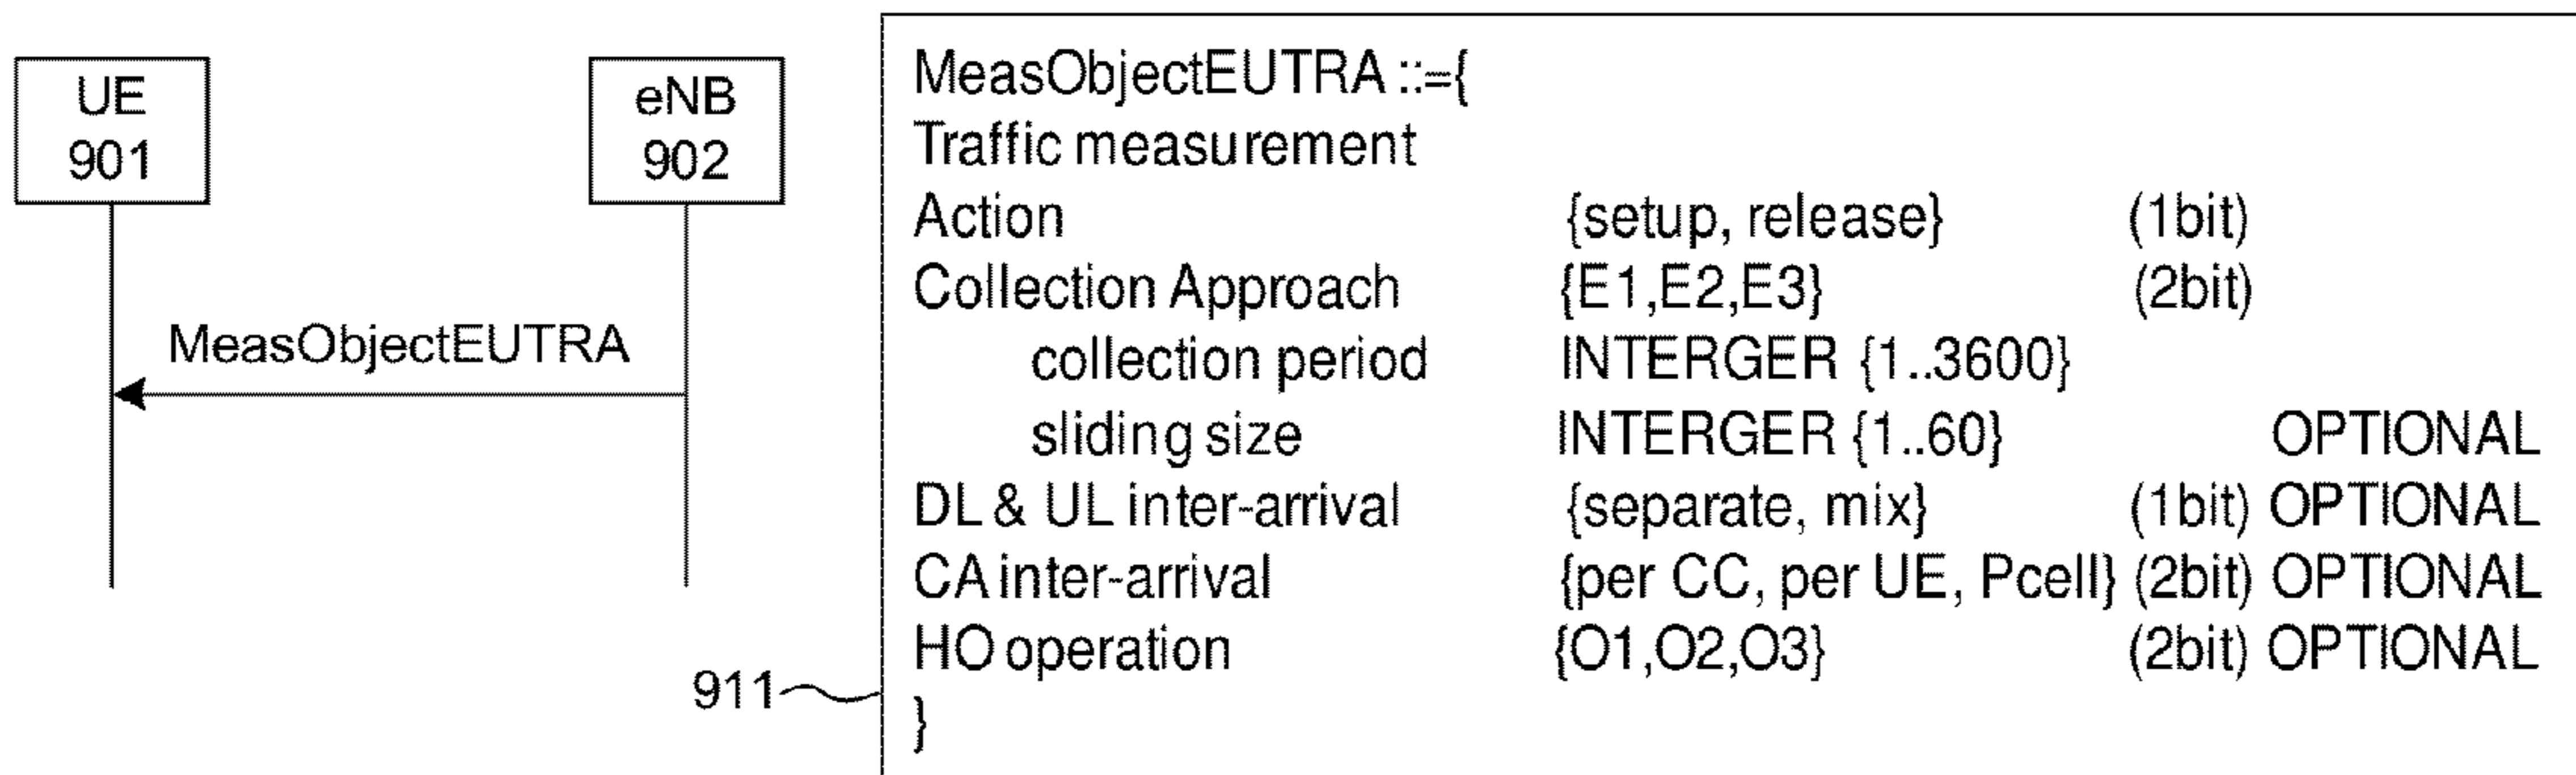 UE
901
eNB
902
MeasObjectEUTRA
MeasObjectEUTRA ::={
Traffic measurement
Action {setup, release} (1bit)
Collection Approach {E1,E2,E3} (2bit)
collection period INTERGER {1..3600}
sliding size INTERGER {1..60} OPTIONAL
DL & UL inter-arrival {separate, mix} (1bit) OPTIONAL
CA inter-arrival {per CC, per UE, Pcell} (2bit) OPTIONAL
HO operation {O1,O2,O3} (2bit) OPTIONAL
}
911